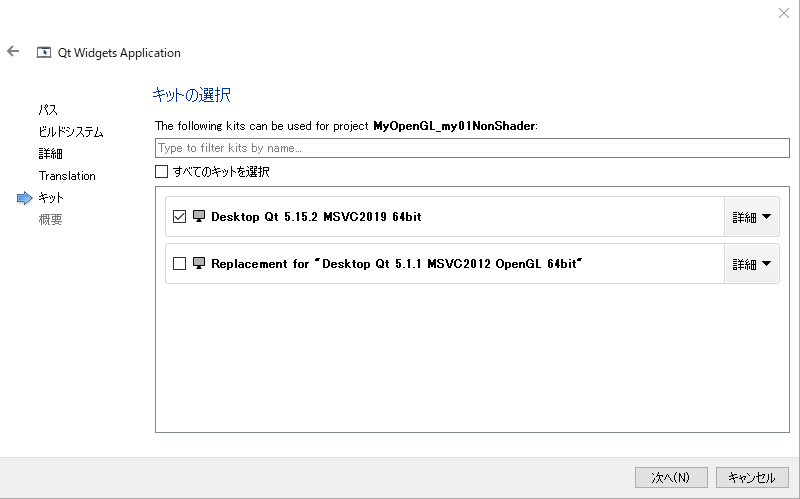 Qt Widgets Application
キットの選択
パス
ビルドシステム
詳細
Translation
キット
概要
The following kits can be used for project MyOpenGL_my01NonShader:
Type to filter kits by name...
すべてのキットを選択
Desktop Qt 5.15.2 MSVC2019 64bit
詳細
Replacement for "Desktop Qt 5.1.1 MSVC2012 OpenGL 64bit"
詳細
次へ(N)
キャンセル